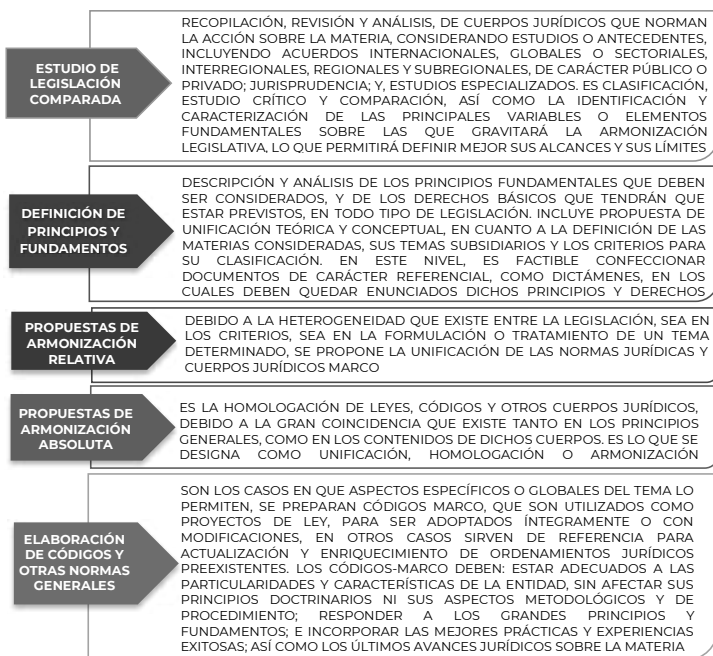 ESTUDIO DE
LEGISLACIÓN
COMPARADA
RECOPILACIÓN, REVISIÓN Y ANÁLISIS, DE CUERPOS JURÍDICOS QUE NORMAN
LA ACCIÓN SOBRE LA MATERIA, CONSIDERANDO ESTUDIOS O ANTECEDENTES,
INCLUYENDO ACUERDOS INTERNACIONALES, GLOBALES O SECTORIALES,
INTERREGIONALES, REGIONALES Y SUBREGIONALES, DE CARÁCTER PÚBLICO O
PRIVADO; JURISPRUDENCIA; Y, ESTUDIOS ESPECIALIZADOS. ES CLASIFICACIÓN,
ESTUDIO CRÍTICO Y COMPARACIÓN, ASÍ COMO LA IDENTIFICACIÓN Y
CARACTERIZACIÓN DE LAS PRINCIPALES VARIABLES O ELEMENTOS
FUNDAMENTALES SOBRE LAS QUE GRAVITARÁ LA ARMONIZACIÓN
LEGISLATIVA, LO QUE PERMITIRÁ DEFINIR MEJOR SUS ALCANCES Y SUS LÍMITES
DEFINICIÓN DE
PRINCIPIOS Y
FUNDAMENTOS
DESCRIPCIÓN Y ANÁLISIS DE LOS PRINCIPIOS FUNDAMENTALES QUE DEBEN
SER CONSIDERADOS, Y DE LOS DERECHOS BÁSICOS QUE TENDRÁN QUE
ESTAR PREVISTOS, EN TODO TIPO DE LEGISLACIÓN. INCLUYE PROPUESTA DE
UNIFICACIÓN TEÓRICA Y CONCEPTUAL, EN CUANTO A LA DEFINICIÓN DE LAS
MATERIAS CONSIDERADAS, SUS TEMAS SUBSIDIARIOS Y LOS CRITERIOS PARA
SU CLASIFICACIÓN. EN ESTE NIVEL, ES FACTIBLE CONFECCIONAR
DOCUMENTOS DE CARÁCTER REFERENCIAL, COMO DICTÁMENES, EN LOS
CUALES DEBEN QUEDAR ENUNCIADOS DICHOS PRINCIPIOS Y DERECHOS
PROPUESTAS DE
ARMONIZACIÓN
RELATIVA
DEBIDO A LA HETEROGENEIDAD QUE EXISTE ENTRE LA LEGISLACIÓN, SEA EN
LOS CRITERIOS, SEA EN LA FORMULACIÓN O TRATAMIENTO DE UN TEMA
DETERMINADO, SE PROPONE LA UNIFICACIÓN DE LAS NORMAS JURÍDICAS Y
CUERPOS JURÍDICOS MARCO
PROPUESTAS DE
ARMONIZACIÓN
ABSOLUTA
ES LA HOMOLOGACIÓN DE LEYES, CÓDIGOS Y OTROS CUERPOS JURÍDICOS,
DEBIDO A LA GRAN COINCIDENCIA QUE EXISTE TANTO EN LOS PRINCIPIOS
GENERALES, COMO EN LOS CONTENIDOS DE DICHOS CUERPOS. ES LO QUE SE
DESIGNA COMO UNIFICACIÓN, HOMOLOGACIÓN O ARMONIZACIÓN
ELABORACIÓN
DE CÓDIGOS Y
OTRAS NORMAS
GENERALES
SON LOS CASOS EN QUE ASPECTOS ESPECÍFICOS O GLOBALES DEL TEMA LO
PERMITEN, SE PREPARAN CÓDIGOS MARCO, QUE SON UTILIZADOS COMO
PROYECTOS DE LEY, PARA SER ADOPTADOS ÍNTEGRAMENTE O CON
MODIFICACIONES, EN OTROS CASOS SIRVEN DE REFERENCIA PARA
ACTUALIZACIÓN Y ENRIQUECIMIENTO DE ORDENAMIENTOS JURÍDICOS
PREEXISTENTES. LOS CÓDIGOS-MARCO DEBEN: ESTAR ADECUADOS A LAS
PARTICULARIDADES Y CARACTERÍSTICAS DE LA ENTIDAD, SIN AFECTAR SUS
PRINCIPIOS DOCTRINARIOS NI SUS ASPECTOS METODOLÓGICOS Y DE
PROCEDIMIENTO; RESPONDER A LOS GRANDES PRINCIPIOS Y
FUNDAMENTOS; E INCORPORAR LAS MEJORES PRÁCTICAS Y EXPERIENCIAS
EXITOSAS; ASÍ COMO LOS ÚLTIMOS AVANCES JURÍDICOS SOBRE LA MATERIA